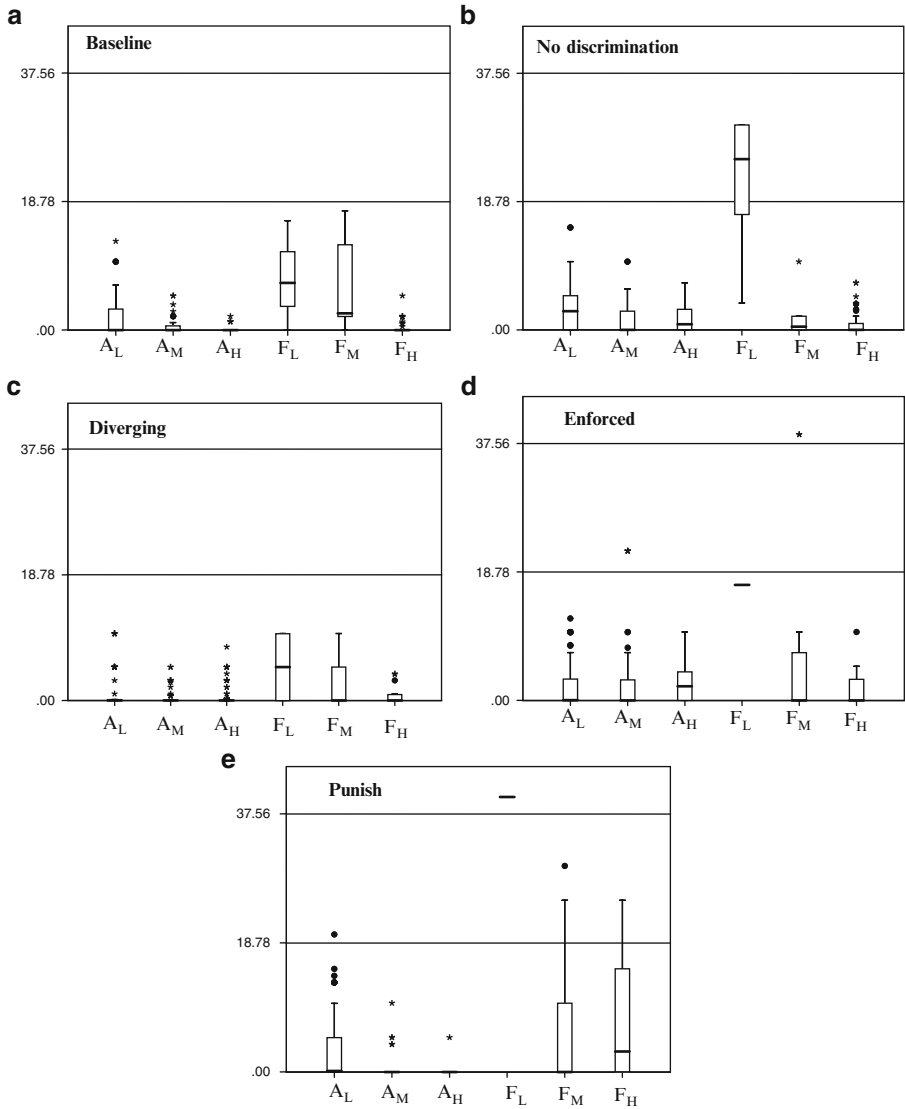 a
Baseline
37.56
18.78
.00
A_L A_M A_H F_L F_M F_H
b
No discrimination
37.56
18.78
.00
A_L A_M A_H F_L F_M F_H
c
Diverging
37.56
18.78
.00
A_L A_M A_H F_L F_M F_H
d
Enforced
37.56
18.78
.00
A_L A_M A_H F_L F_M F_H
e
Punish
37.56
18.78
.00
A_L A_M A_H F_L F_M F_H